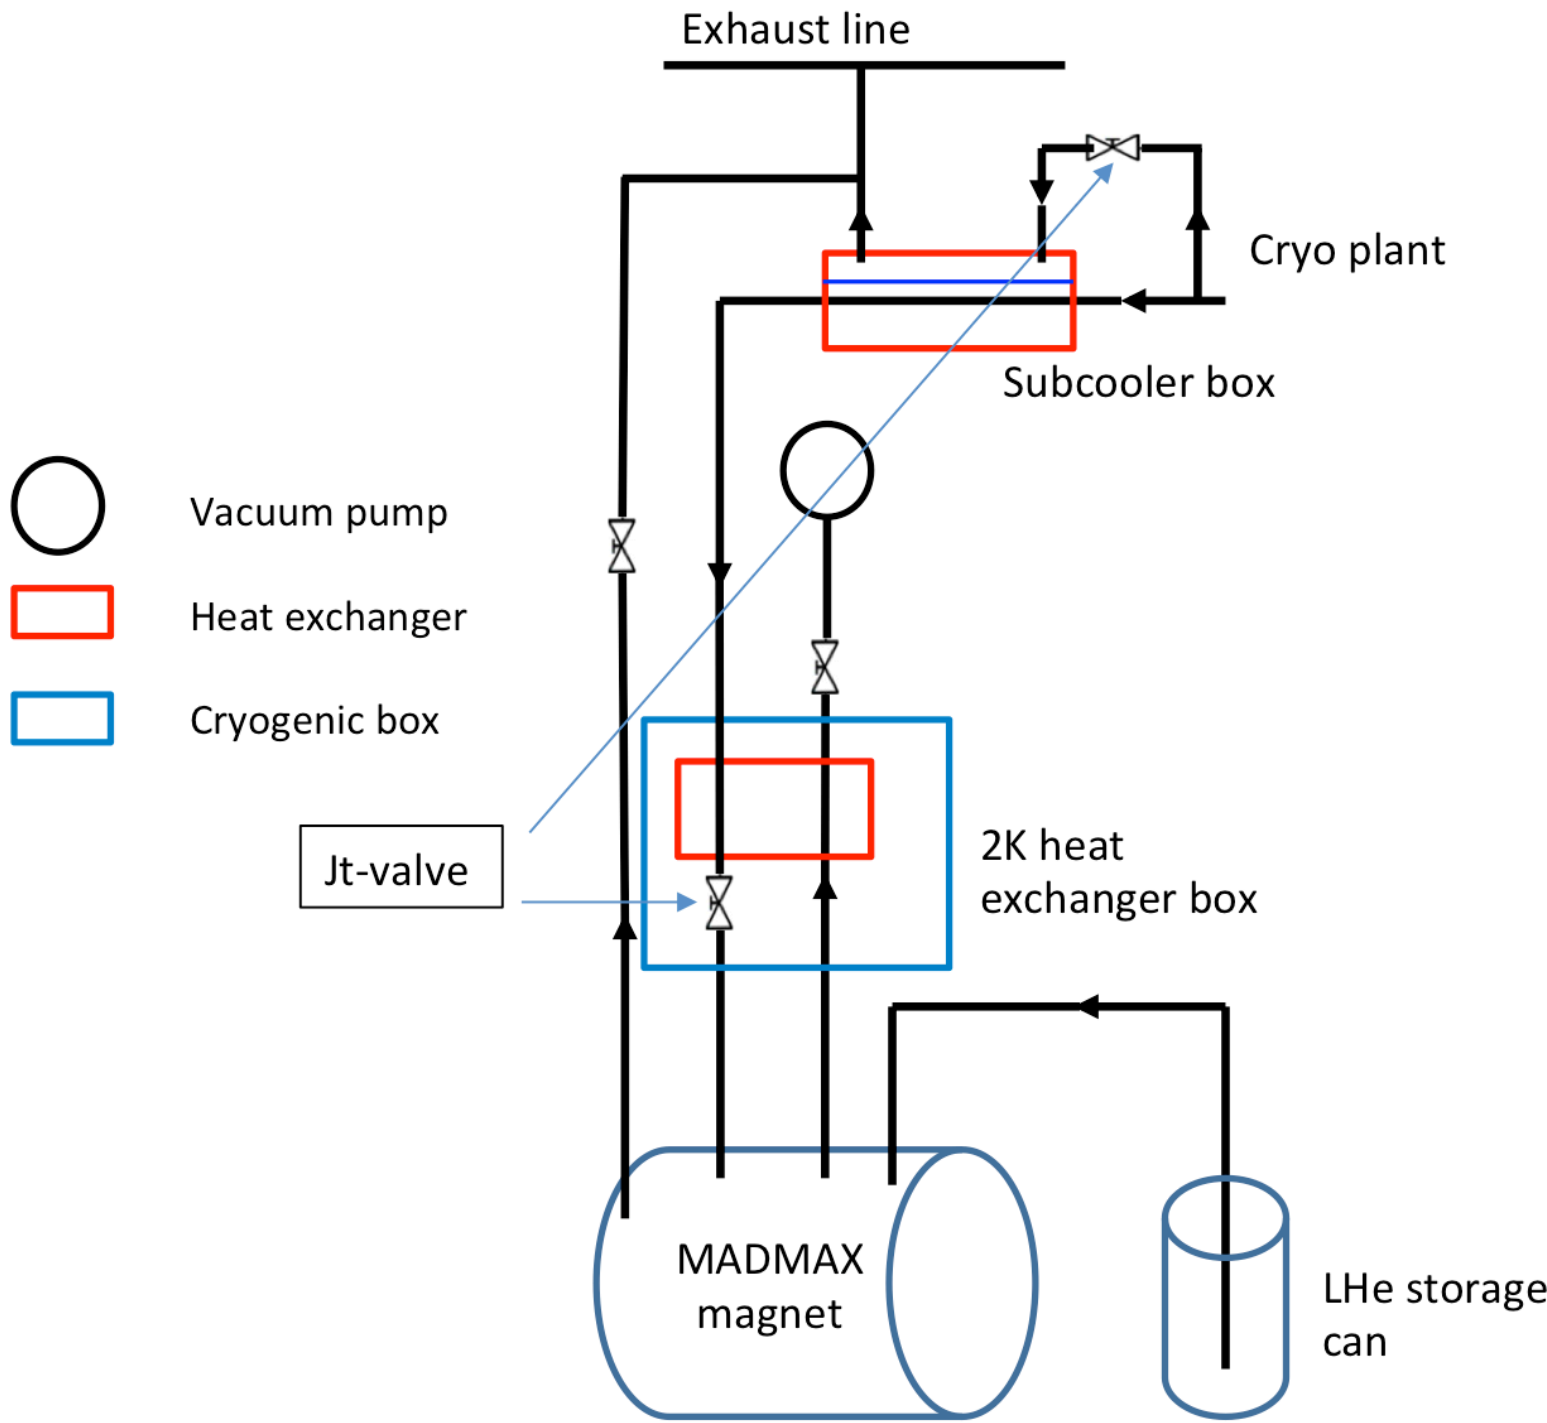 Exhaust line
Cryo plant
Subcooler box
Vacuum pump
Heat exchanger
Cryogenic box
Jt-valve
2K heat
exchanger box
MADMAX
magnet
LHe storage
can